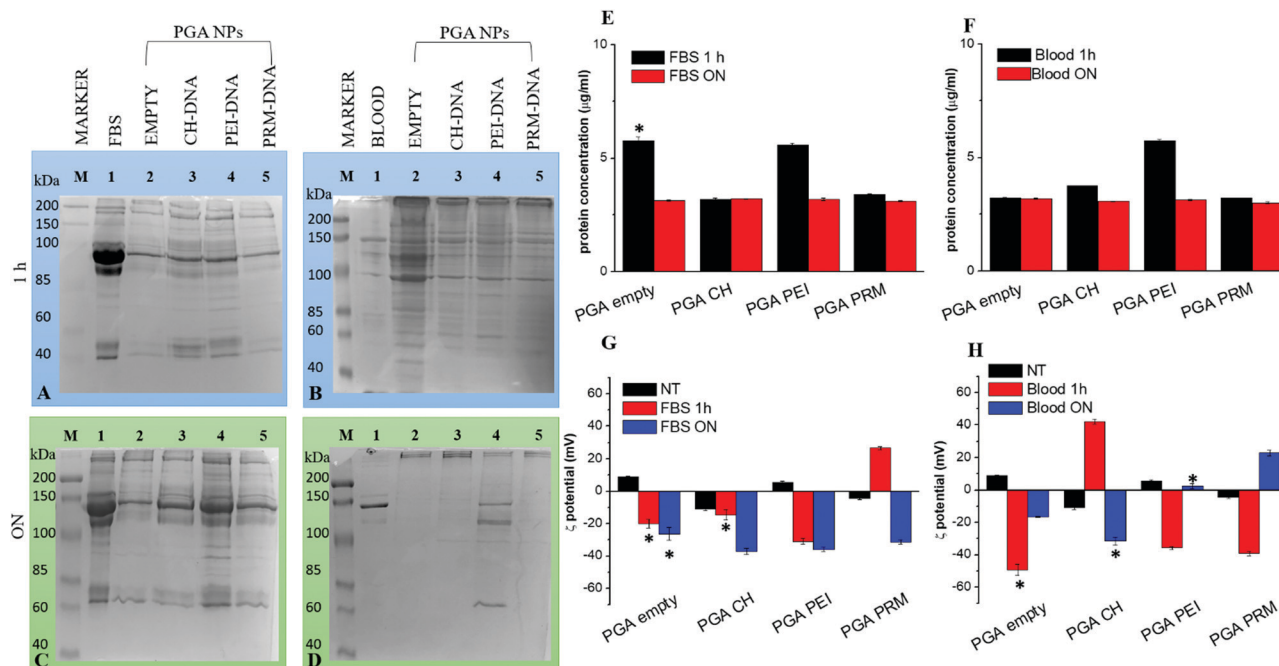 PGA NPs
MARKER
FBS
EMPTY
CH-DNA
PEI-DNA
PRM-DNA
kDa
M 1 2 3 4 5
200
150
100
85
60
40
1 h
A
PGA NPs
MARKER
BLOOD
EMPTY
CH-DNA
PEI-DNA
PRM-DNA
kDa
M 1 2 3 4 5
200
150
100
85
60
40
B
M 1 2 3 4 5
kDa
200
150
100
85
60
40
ON
C
M 1 2 3 4 5
kDa
200
150
100
85
60
40
D
E
10
5
0
protein concentration (µg/ml)
FBS 1 h
FBS ON
*
PGA empty
PGA CH
PGA PEI
PGA PRM
F
10
5
0
protein concentration (µg/ml)
Blood 1h
Blood ON
PGA empty
PGA CH
PGA PEI
PGA PRM
G
60
40
20
0
-20
-40
-60
ζ potential (mV)
NT
FBS 1h
FBS ON
*
*
*
PGA empty
PGA CH
PGA PEI
PGA PRM
H
60
40
20
0
-20
-40
-60
ζ potential (mV)
NT
Blood 1h
Blood ON
*
*
*
PGA empty
PGA CH
PGA PEI
PGA PRM